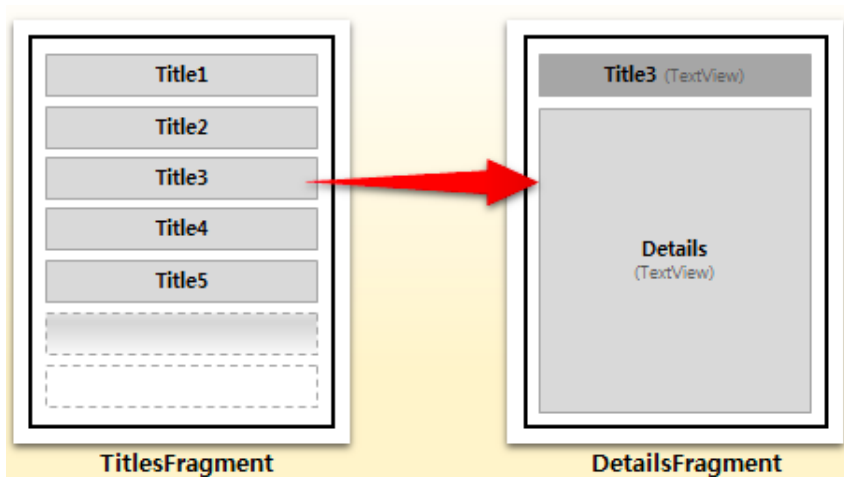 Title1
Title2
Title3
Title4
Title5
TitlesFragment
Title3 (TextView)
Details
(TextView)
DetailsFragment